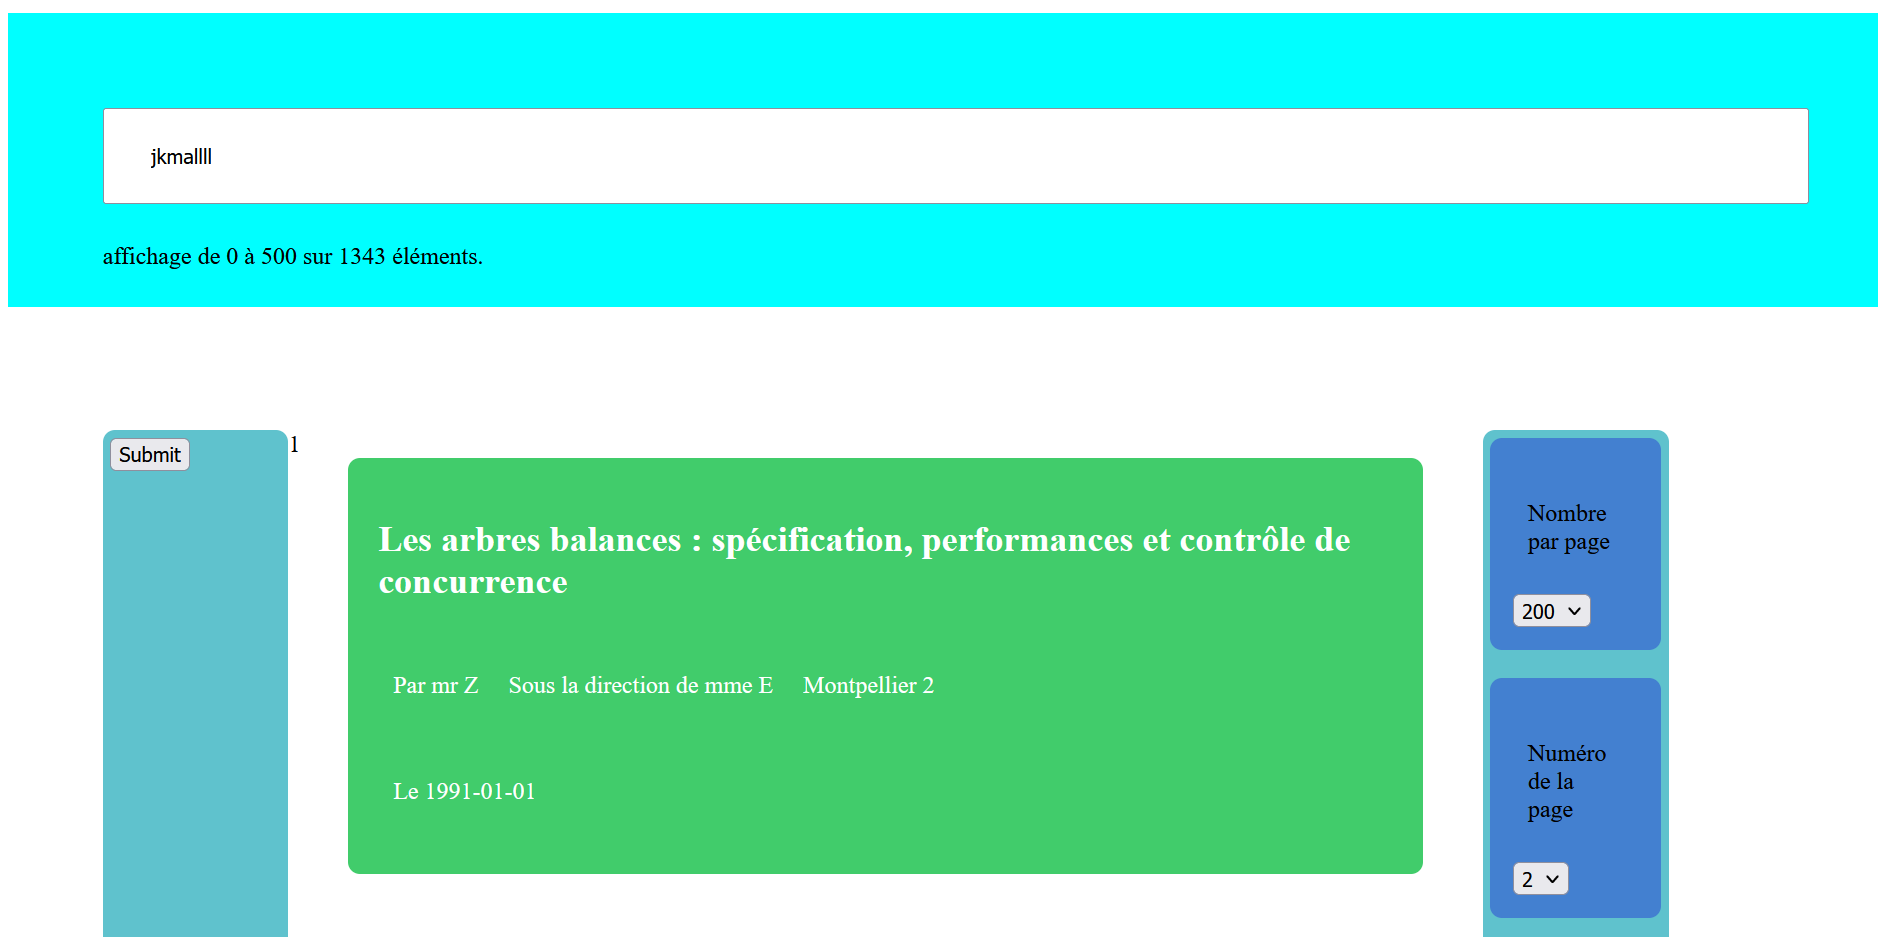 jkmallll
affichage de 0 à 500 sur 1343 éléments.
Submit
1
Les arbres balances : spécification, performances et contrôle de
concurrence
Par mr Z Sous la direction de mme E Montpellier 2
Le 1991-01-01
Nombre
par page
200
Numéro
de la
page
2